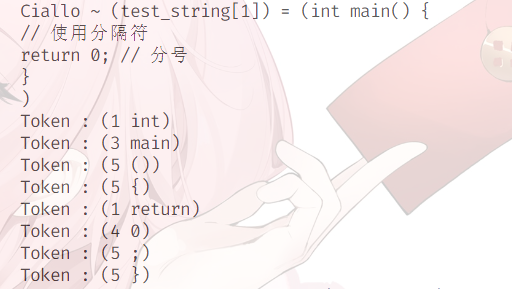 Ciallo ~ (test_string[1]) = (int main() {
// 使用分隔符
return 0; // 分号
}
)
Token : (1 int)
Token : (3 main)
Token : (5 ())
Token : (5 {)
Token : (1 return)
Token : (4 0)
Token : (5 ;)
Token : (5 })